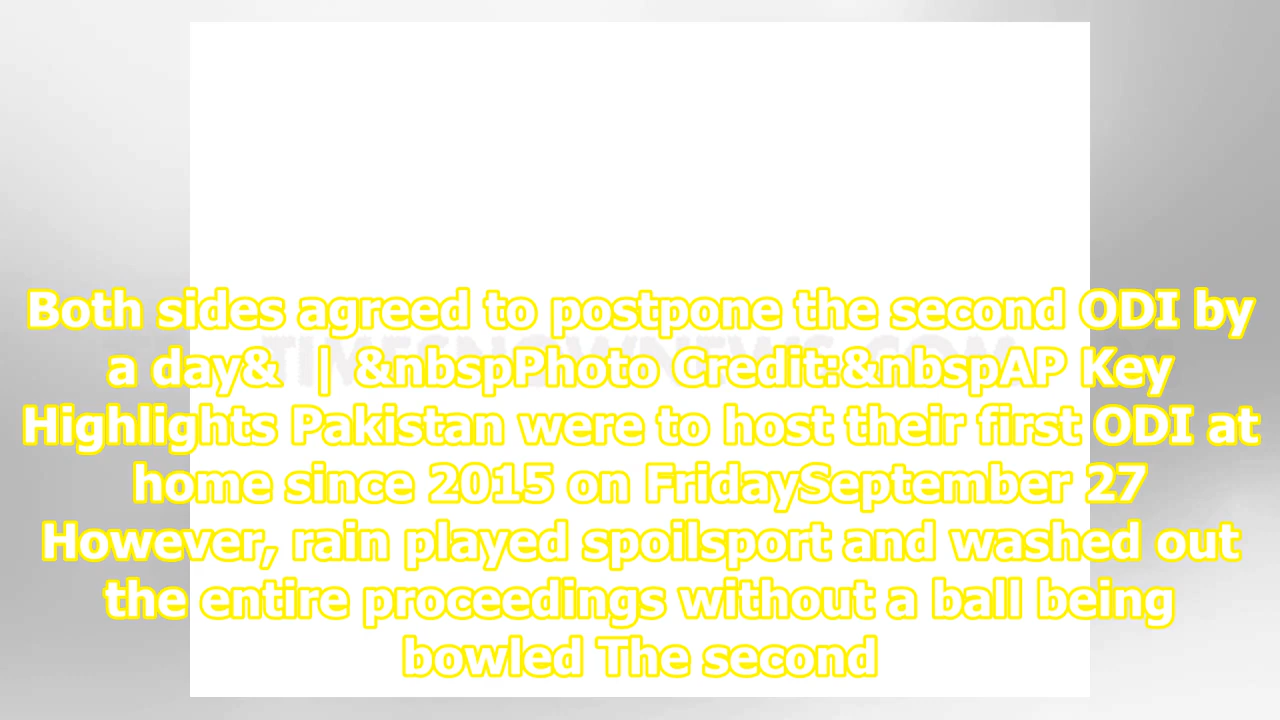 Both sides agreed to postpone the second ODI by
a day& | &nbspPhoto Credit:&nbspAP Key
Highlights Pakistan were to host their first ODI at
home since 2015 on FridaySeptember 27
However, rain played spoilsport and washed out
the entire proceedings without a ball being
bowled The second
TIMESNOWNEWS.COM